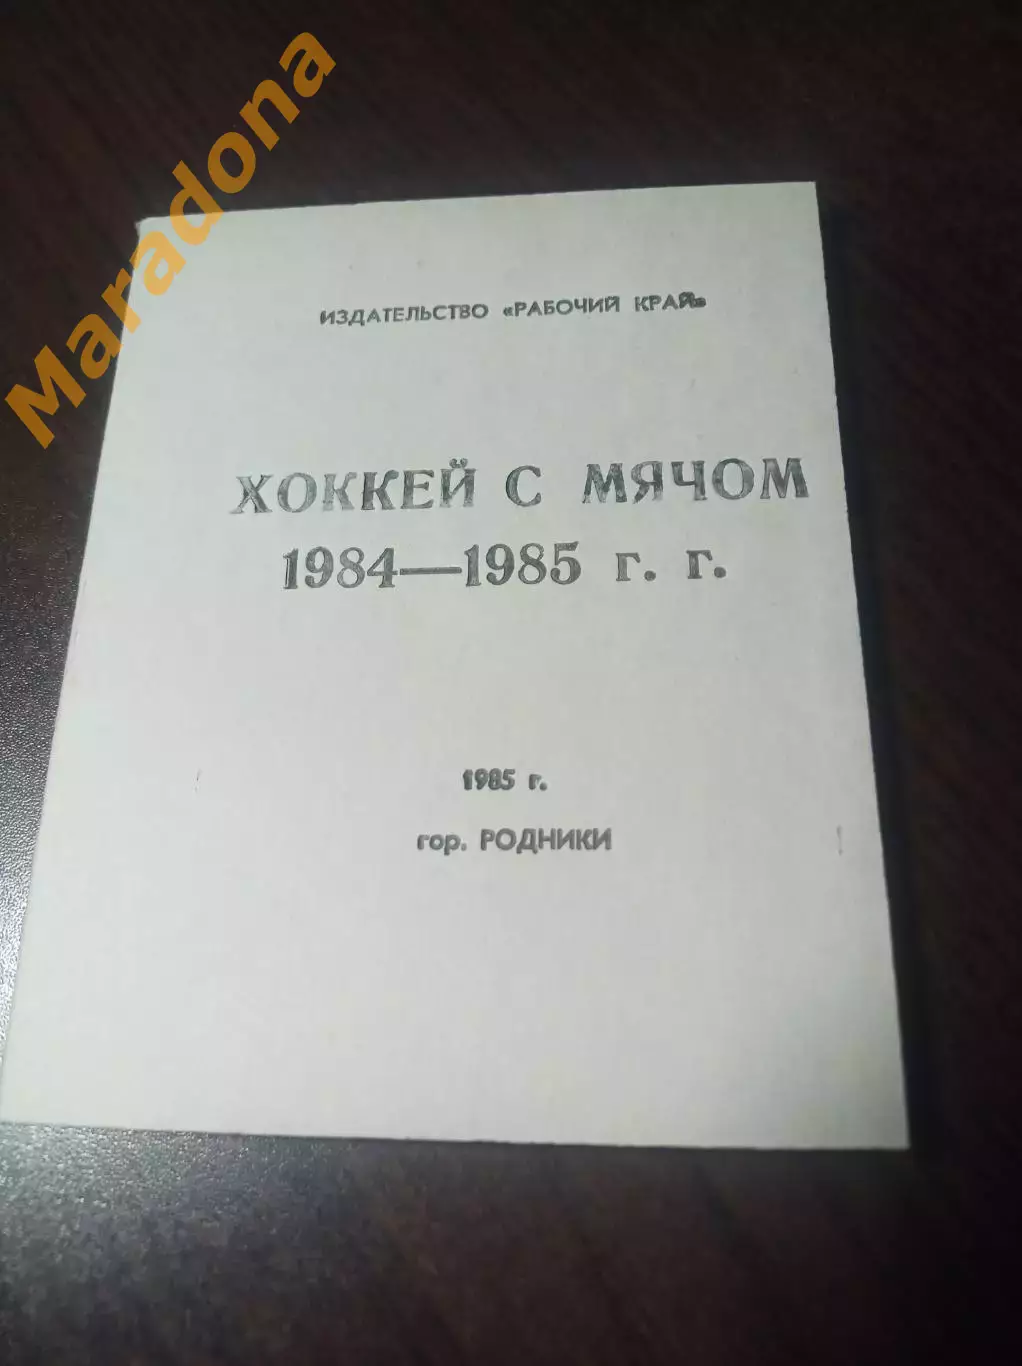 Maradona
ИЗДАТЕЛЬСТВО «РАБОЧИЙ КРАЙ»
ХОККЕЙ С МЯЧОМ
1984—1985 г. г.
1985 г.
гор. РОДНИКИ